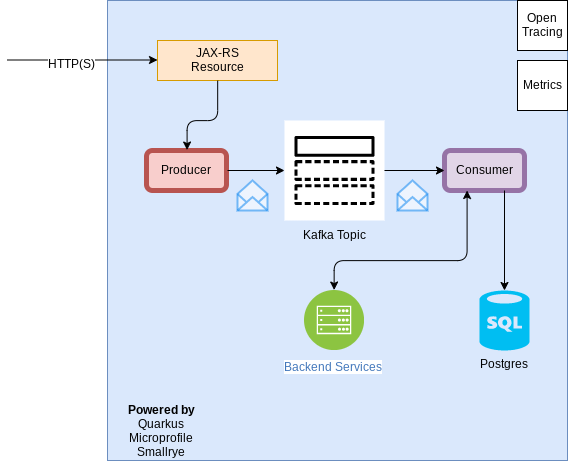 Open
Tracing
JAX-RS
Resource
HTTP(S)
Metrics
Producer
Consumer
Kafka Topic
SQL
Backend Services
Postgres
Powered by
Quarkus
Microprofile
Smallrye